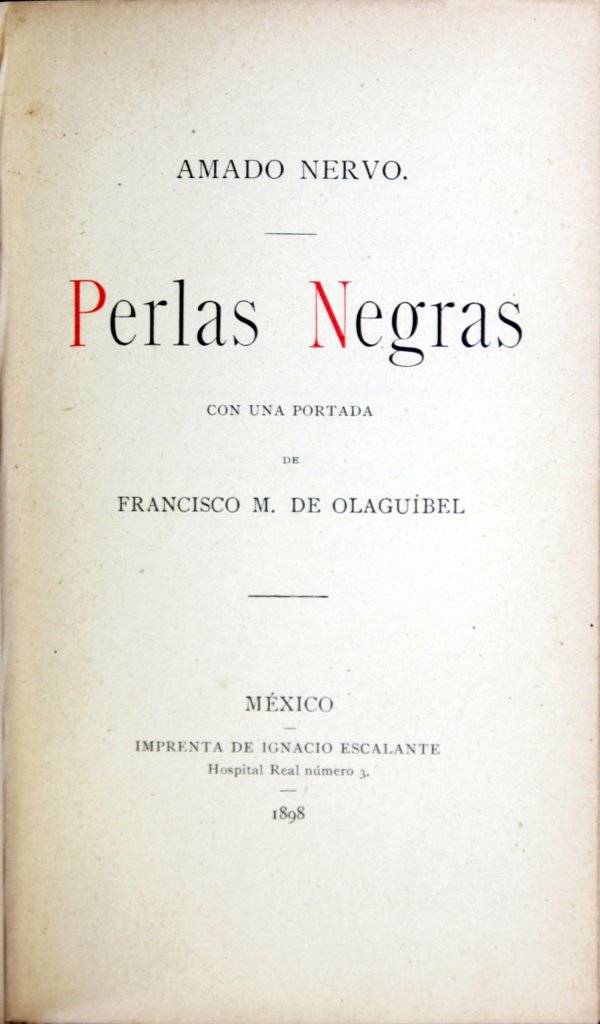 AMADO NERVO.
Perlas Negras
CON UNA PORTADA
DE
FRANCISCO M. DE OLAGUÍBEL
MÉXICO
IMPRENTA DE IGNACIO ESCALANTE
Hospital Real número 3.
1898